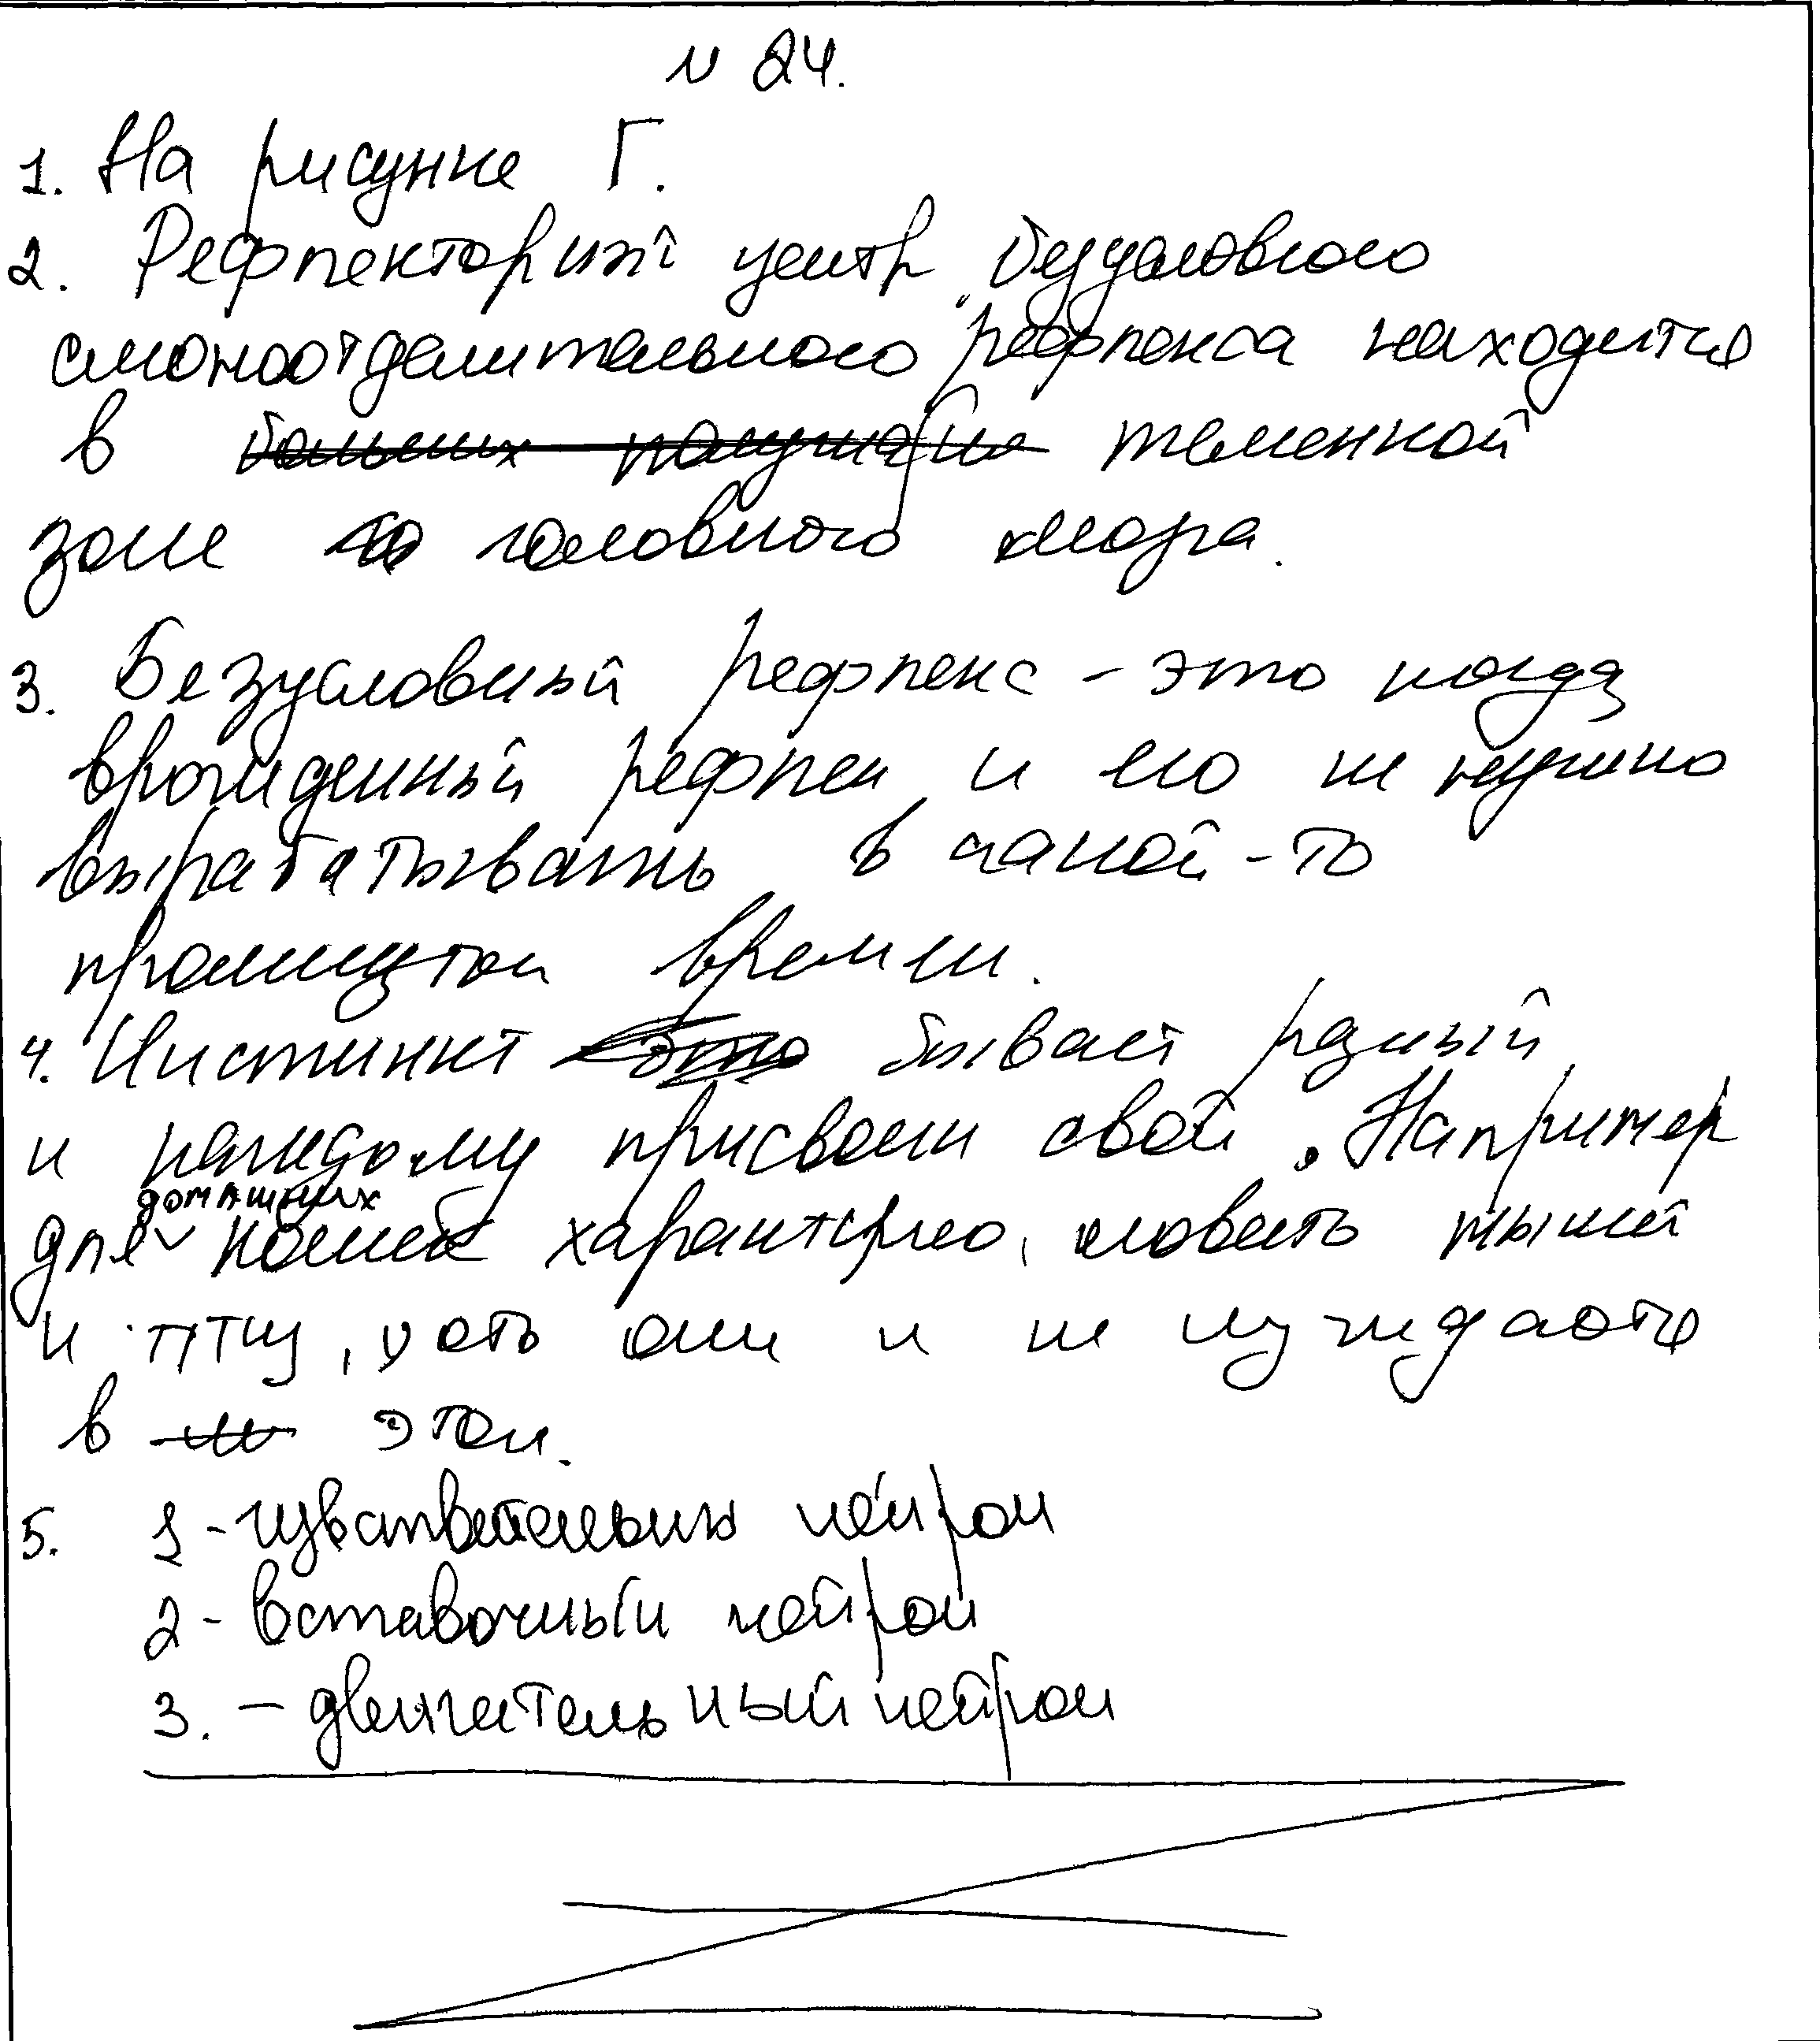 N 24.
1. На рисунке Г.
2. Рефлекторный центр безусловного
слюноотделительного рефлекса находится
в больших полушарие теменной
зоне го головного мозга.
3. Безусловный рефлекс - это когда
врожденный рефлек и его не нужно
вырабатывать в какой-то
промежуток времени.
4. Инстинкт это бывает разный
и каждому присвоен свой. Например
для домашних кошек характерно, ловить мышей
и птиц, хоть они и не нуждаются
в этом.
5. 1 - чувствительных нейрон
2 - вставочный нейрон
3. - двигательный нейрон